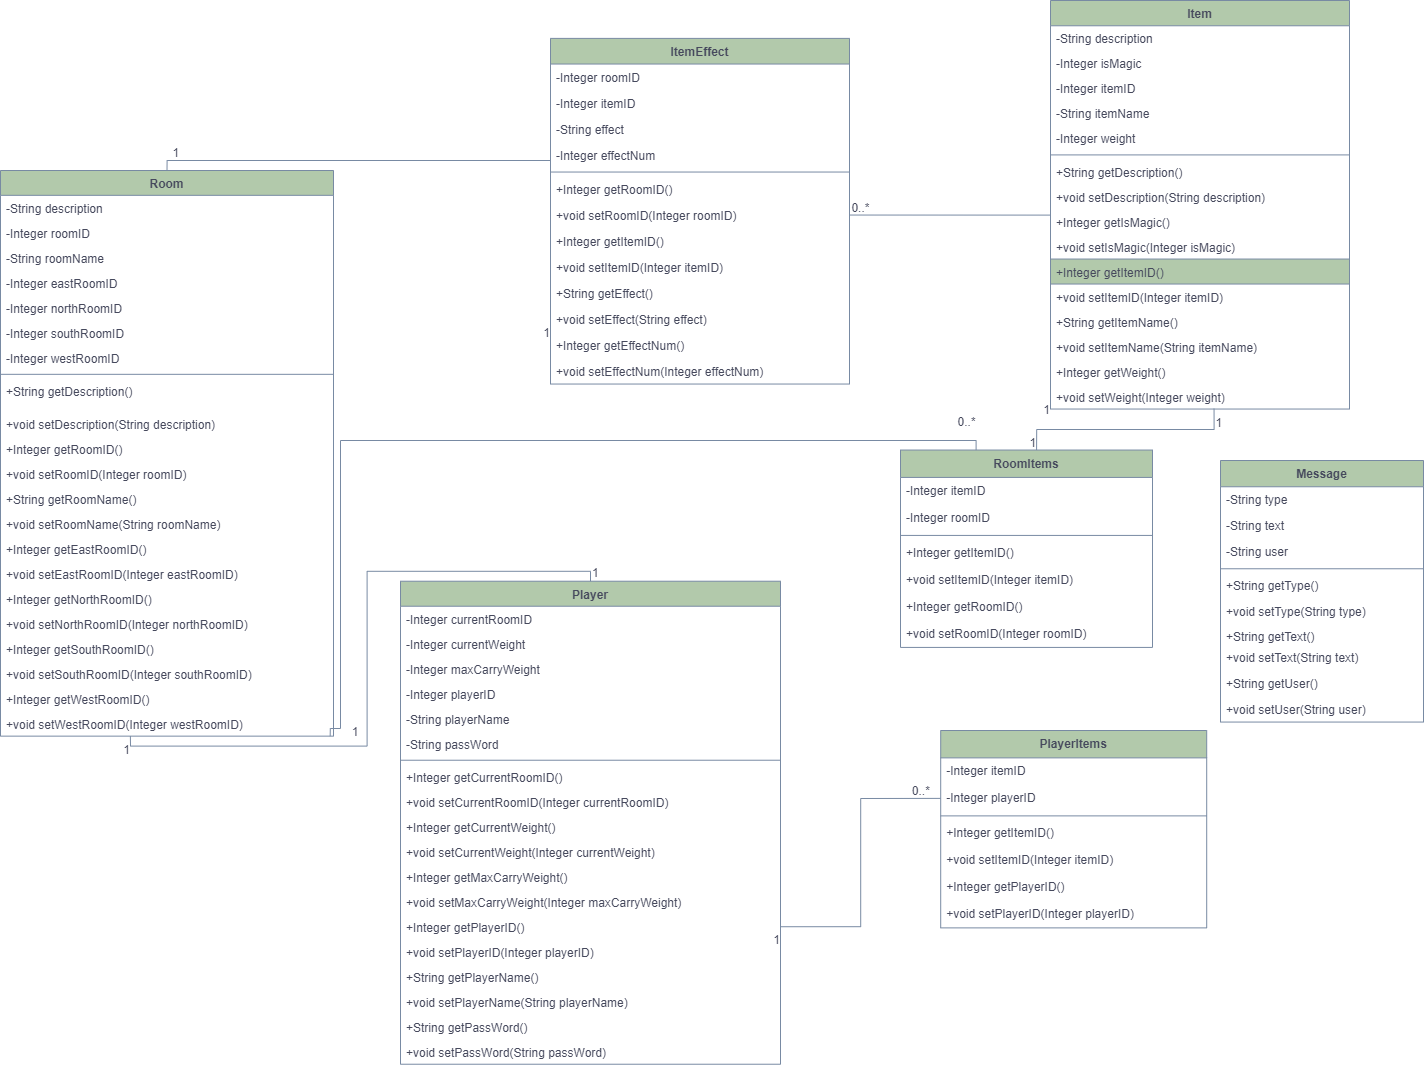 Item
-String description
-Integer isMagic
-Integer itemID
-String itemName
-Integer weight
+String getDescription()
+void setDescription(String description)
+Integer getIsMagic()
+void setIsMagic(Integer isMagic)
+Integer getItemID()
+void setItemID(Integer itemID)
+String getItemName()
+void setItemName(String itemName)
+Integer getWeight()
+void setWeight(Integer weight)
1
1
ItemEffect
-Integer roomID
-Integer itemID
-String effect
-Integer effectNum
+Integer getRoomID()
+void setRoomID(Integer roomID)
+Integer getItemID()
+void setItemID(Integer itemID)
+String getEffect()
+void setEffect(String effect)
+Integer getEffectNum()
+void setEffectNum(Integer effectNum)
0..*
1
1
Room
-String description
-Integer roomID
-String roomName
-Integer eastRoomID
-Integer northRoomID
-Integer southRoomID
-Integer westRoomID
+String getDescription()
+void setDescription(String description)
+Integer getRoomID()
+void setRoomID(Integer roomID)
+String getRoomName()
+void setRoomName(String roomName)
+Integer getEastRoomID()
+void setEastRoomID(Integer eastRoomID)
+Integer getNorthRoomID()
+void setNorthRoomID(Integer northRoomID)
+Integer getSouthRoomID()
+void setSouthRoomID(Integer southRoomID)
+Integer getWestRoomID()
+void setWestRoomID(Integer westRoomID)
1
1
0..*
1
RoomItems
-Integer itemID
-Integer roomID
+Integer getItemID()
+void setItemID(Integer itemID)
+Integer getRoomID()
+void setRoomID(Integer roomID)
Message
-String type
-String text
-String user
+String getType()
+void setType(String type)
+String getText()
+void setText(String text)
+String getUser()
+void setUser(String user)
1
Player
-Integer currentRoomID
-Integer currentWeight
-Integer maxCarryWeight
-Integer playerID
-String playerName
-String passWord
+Integer getCurrentRoomID()
+void setCurrentRoomID(Integer currentRoomID)
+Integer getCurrentWeight()
+void setCurrentWeight(Integer currentWeight)
+Integer getMaxCarryWeight()
+void setMaxCarryWeight(Integer maxCarryWeight)
+Integer getPlayerID()
+void setPlayerID(Integer playerID)
+String getPlayerName()
+void setPlayerName(String playerName)
+String getPassWord()
+void setPassWord(String passWord)
1
0..*
PlayerItems
-Integer itemID
-Integer playerID
+Integer getItemID()
+void setItemID(Integer itemID)
+Integer getPlayerID()
+void setPlayerID(Integer playerID)